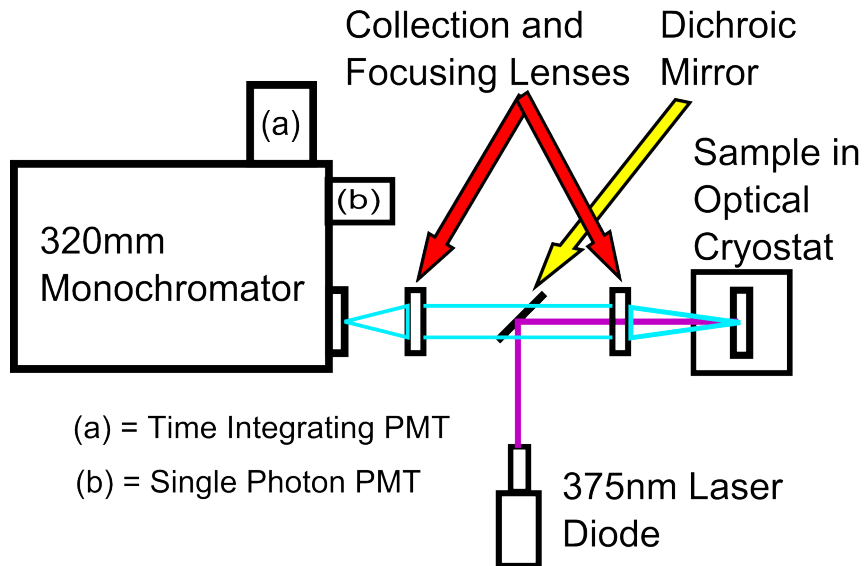 Collection and
Focusing Lenses
Dichroic
Mirror
(a)
(b)
Sample in
Optical
Cryostat
320mm
Monochromator
(a) = Time Integrating PMT
(b) = Single Photon PMT
375nm Laser
Diode